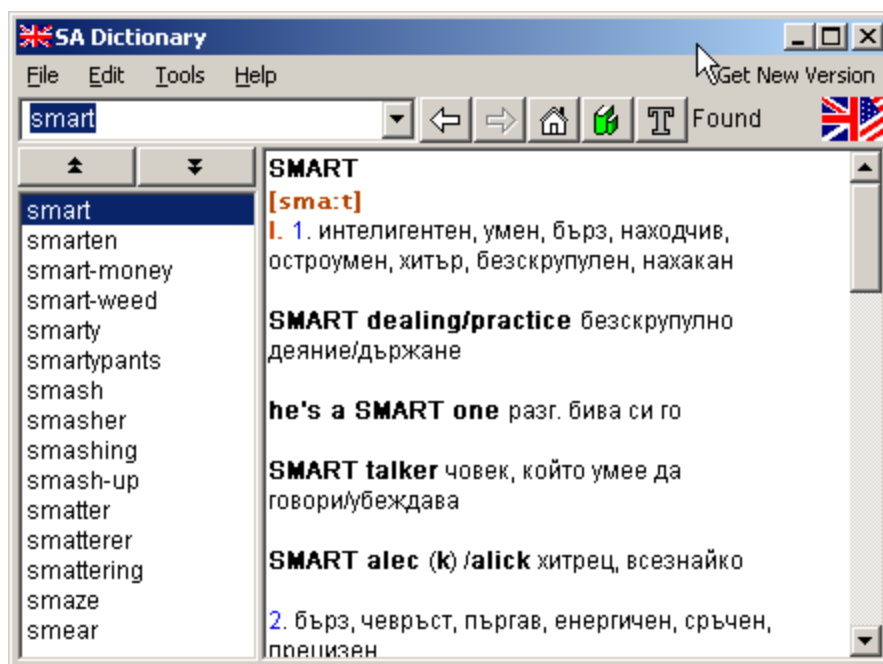 SA Dictionary
File Edit Tools Help Get New Version
smart Found
smart
smarten
smart-money
smart-weed
smarty
smartypants
smash
smasher
smashing
smash-up
smatter
smatterer
smattering
smaze
smear
SMART
[sma:t]
I. 1. интелигентен, умен, бърз, находчив,
остроумен, хитър, безскрупулен, нахакан
SMART dealing/practice безскрупулно
деяние/държане
he's a SMART one разг. бива си го
SMART talker човек, който умее да
говори/убеждава
SMART alec (k) /alick хитрец, всезнайко
2. бърз, чевръст, пъргав, енергичен, сръчен,
прецизен